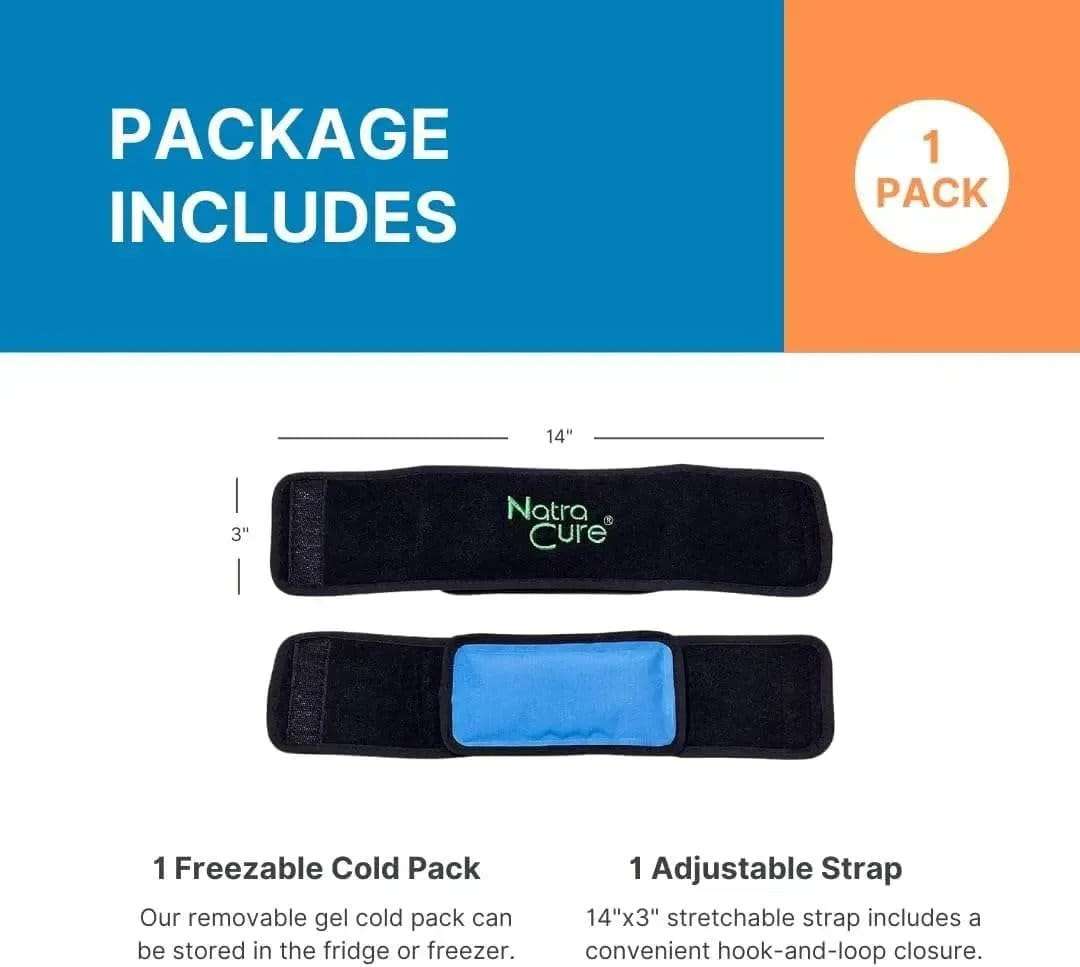 PACKAGE
INCLUDES
1
PACK
14"
3"
Natra
Cure®
1 Freezable Cold Pack
Our removable gel cold pack can
be stored in the fridge or freezer.
1 Adjustable Strap
14"x3" stretchable strap includes a
convenient hook-and-loop closure.